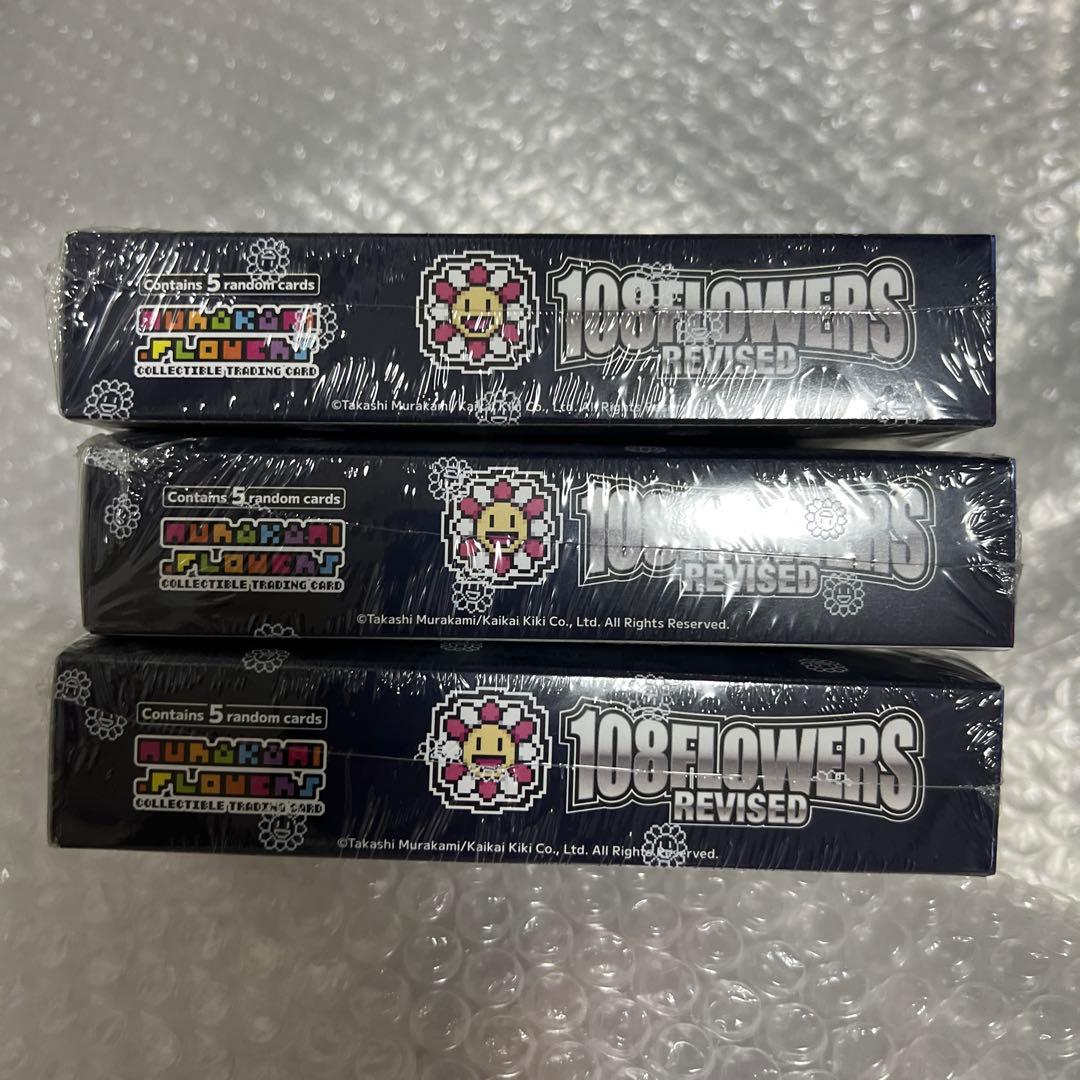 Contains 5 random cards
MURAKAMI
.FLOWERS
COLLECTIBLE TRADING CARD
108FLOWERS
REVISED
©Takashi Murakami/Kaikai Kiki Co., Ltd. All Rights
Contains 5 random cards
MURAKAMI
.FLOWERS
COLLECTIBLE TRADING CARD
108FLOWERS
REVISED
©Takashi Murakami/Kaikai Kiki Co., Ltd. All Rights Reserved.
Contains 5 random cards
MURAKAMI
.FLOWERS
COLLECTIBLE TRADING CARD
108FLOWERS
REVISED
©Takashi Murakami/Kaikai Kiki Co., Ltd. All Rights Reserved.